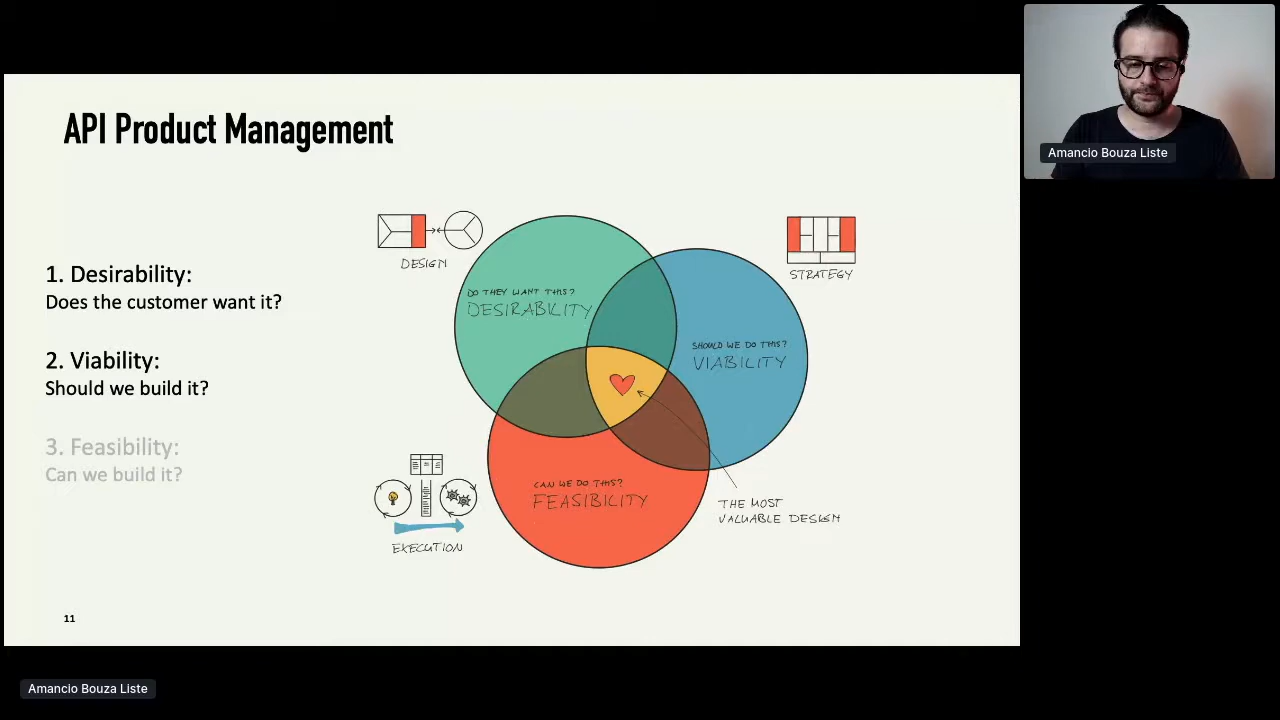 API Product Management
1. Desirability:
Does the customer want it?
2. Viability:
Should we build it?
3. Feasibility:
Can we build it?
DESIGN
DO THEY WANT THIS?
DESIRABILITY
STRATEGY
SHOULD WE DO THIS?
VIABILITY
CAN WE DO THIS?
FEASIBILITY
EXECUTION
THE MOST
VALUABLE DESIGN
11
Amancio Bouza Liste
Amancio Bouza Liste